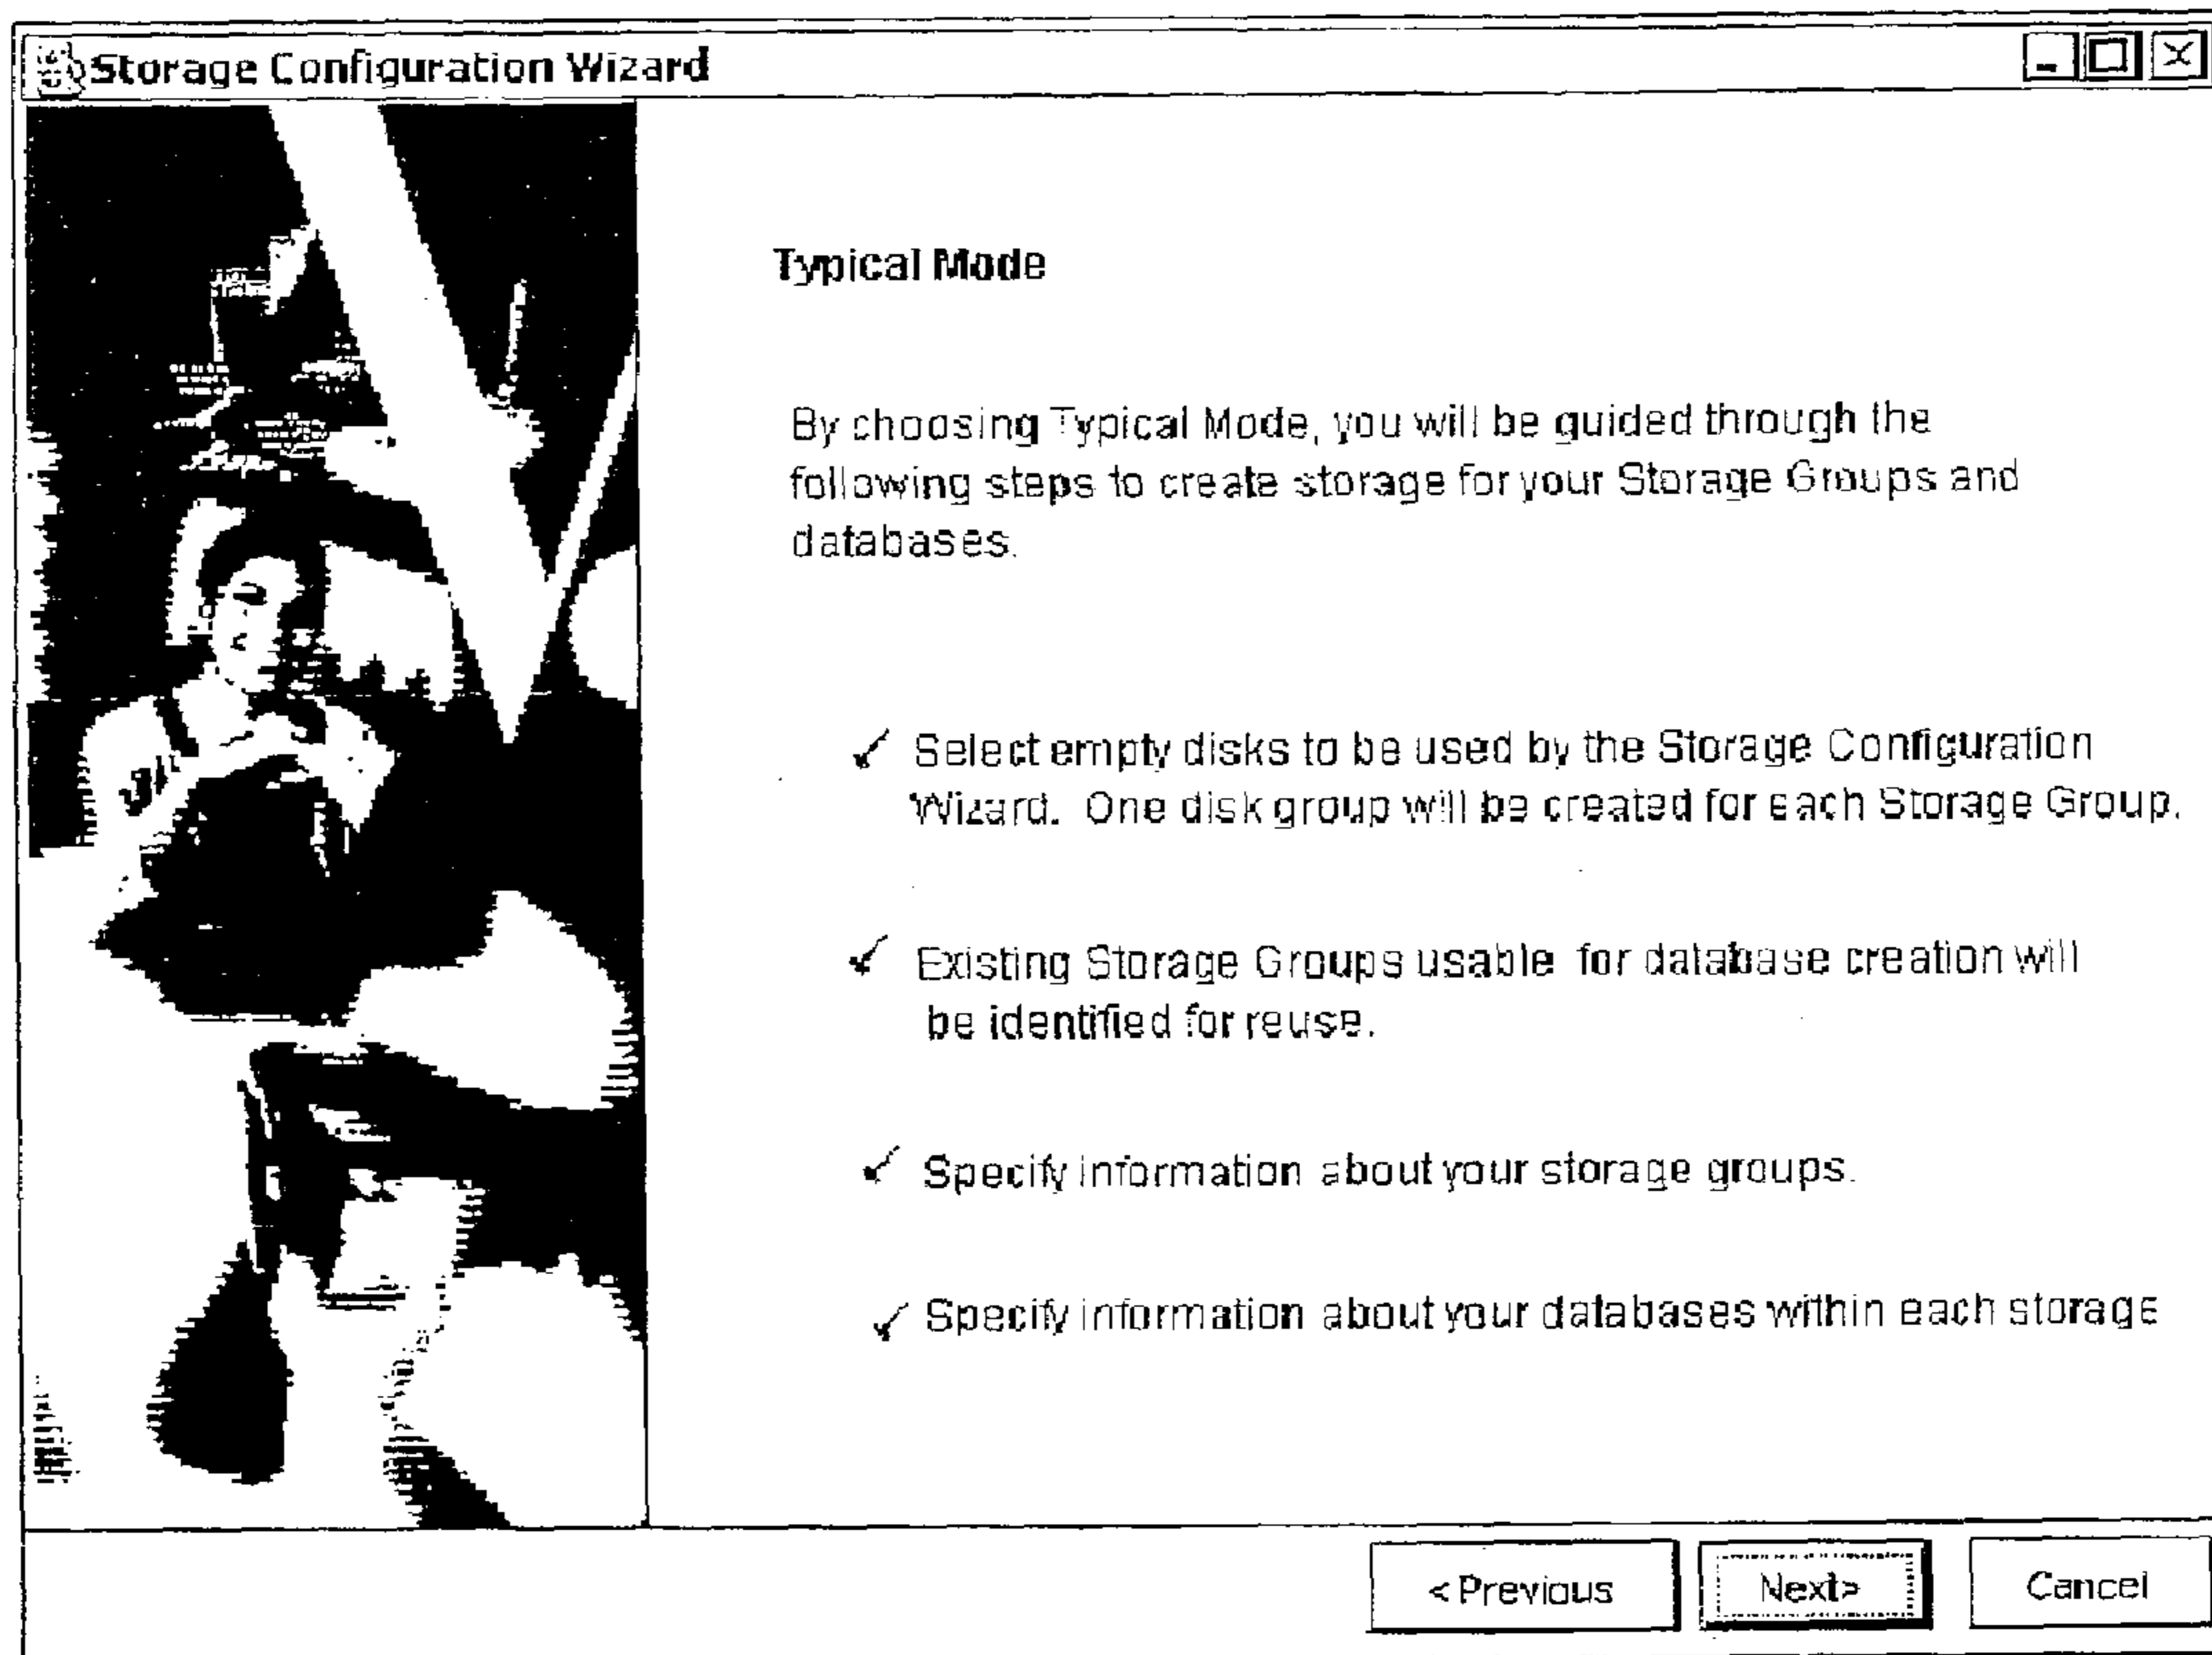 Storage Configuration Wizard
Typical Mode
By choosing Typical Mode, you will be guided through the
following steps to create storage for your Storage Groups and
databases.
Select empty disks to be used by the Storage Configuration
Wizard. One disk group will be created for each Storage Group.
Existing Storage Groups usable for database creation will
be identified for reuse.
Specify information about your storage groups.
Specify information about your databases within each storage
< Previous
Next>
Cancel